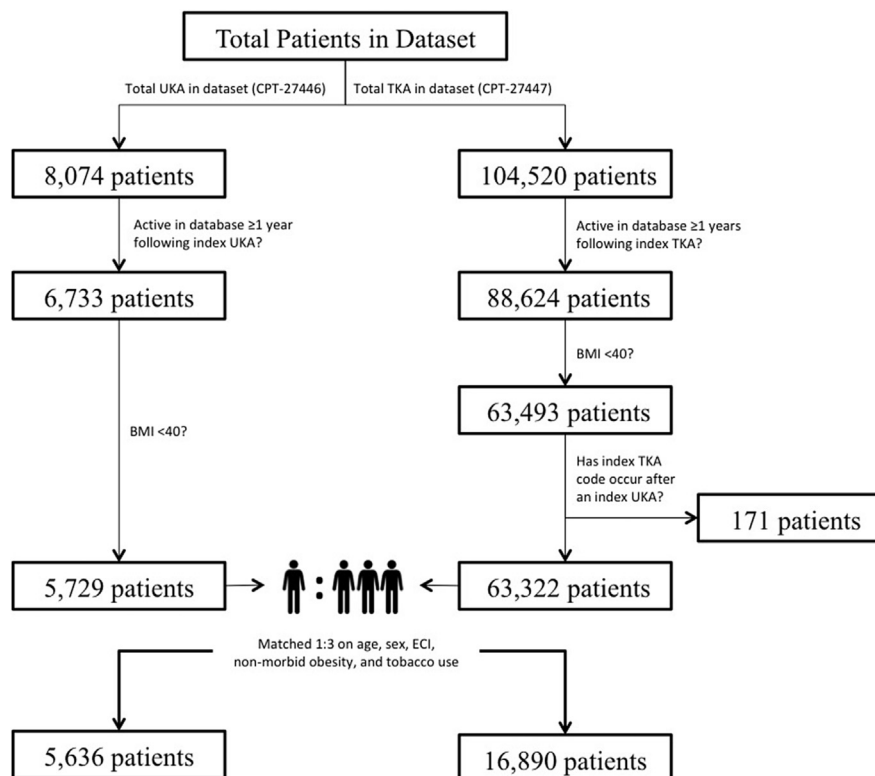 Total Patients in Dataset
Total UKA in dataset (CPT-27446)
Total TKA in dataset (CPT-27447)
8,074 patients
104,520 patients
Active in database ≥1 year
following index UKA?
Active in database ≥1 years
following index TKA?
6,733 patients
88,624 patients
BMI <40?
63,493 patients
BMI <40?
Has index TKA
code occur after
an index UKA?
171 patients
5,729 patients
:
63,322 patients
Matched 1:3 on age, sex, ECI,
non-morbid obesity, and tobacco use
5,636 patients
16,890 patients